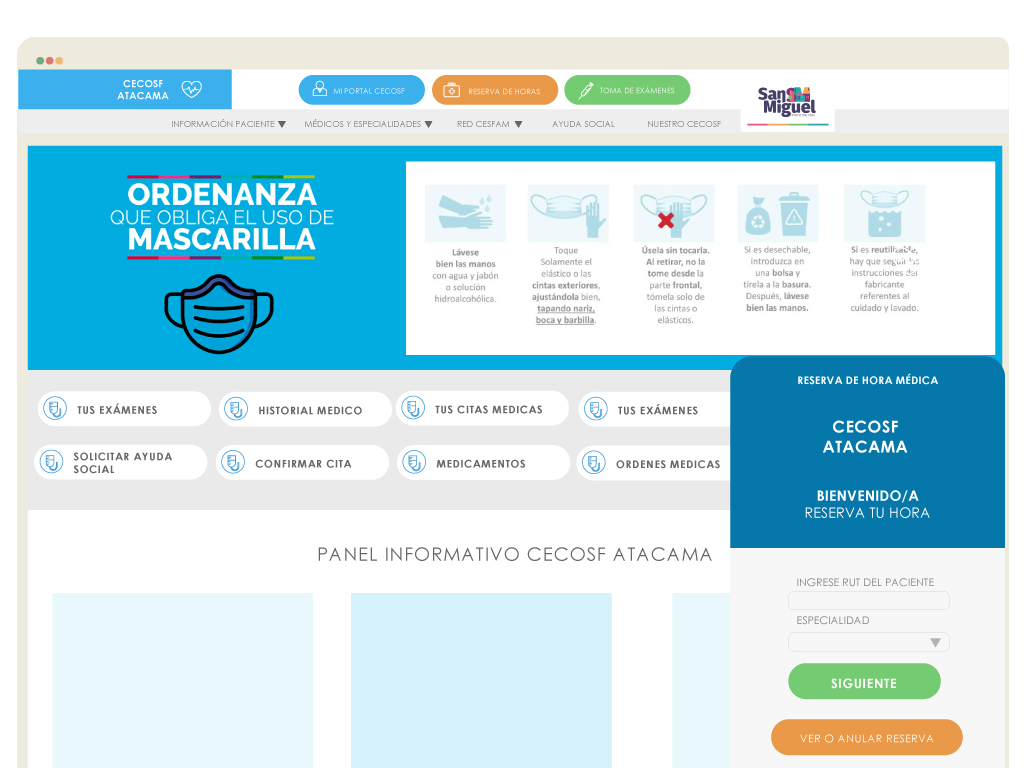 CECOSF
ATACAMA
MI PORTAL CECOSF
RESERVA DE HORAS
TOMA DE EXÁMENES
San
Miguel
INFORMACIÓN PACIENTE
MÉDICOS Y ESPECIALIDADES
RED CESFAM
AYUDA SOCIAL
NUESTRO CECOSF
ORDENANZA
QUE OBLIGA EL USO DE
MASCARILLA
Lávese
bien las manos
con agua y jabón
o solución
hidroalcohólica.
Toque
Solamente el
elástico o las
cintas exteriores,
ajustándola bien,
tapando nariz,
boca y barbilla.
Úsela sin tocarla.
Al retirar, no la
tome desde la
parte frontal,
tómela solo de
las cintas o
elásticos.
Si es desechable,
introduzca en
una bolsa y
tírela a la basura.
Después, lávese
bien las manos.
Si es reutilizable,
hay que seguir las
instrucciones del
fabricante
referentes al
cuidado y lavado.
TUS EXÁMENES
HISTORIAL MEDICO
TUS CITAS MEDICAS
TUS EXÁMENES
SOLICITAR AYUDA
SOCIAL
CONFIRMAR CITA
MEDICAMENTOS
ORDENES MEDICAS
PANEL INFORMATIVO CECOSF ATACAMA
RESERVA DE HORA MÉDICA
CECOSF
ATACAMA
BIENVENIDO/A
RESERVA TU HORA
INGRESE RUT DEL PACIENTE
ESPECIALIDAD
SIGUIENTE
VER O ANULAR RESERVA